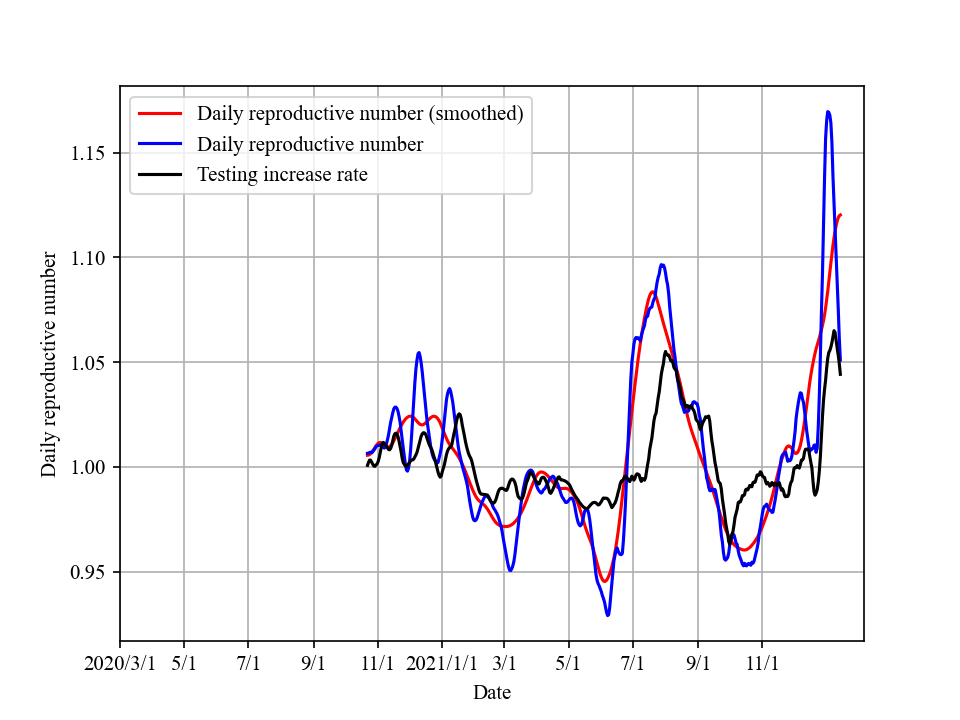 Daily reproductive number (smoothed)
Daily reproductive number
Testing increase rate
Daily reproductive number
1.15
1.10
1.05
1.00
0.95
2020/3/1 5/1 7/1 9/1 11/1 2021/1/1 3/1 5/1 7/1 9/1 11/1
Date